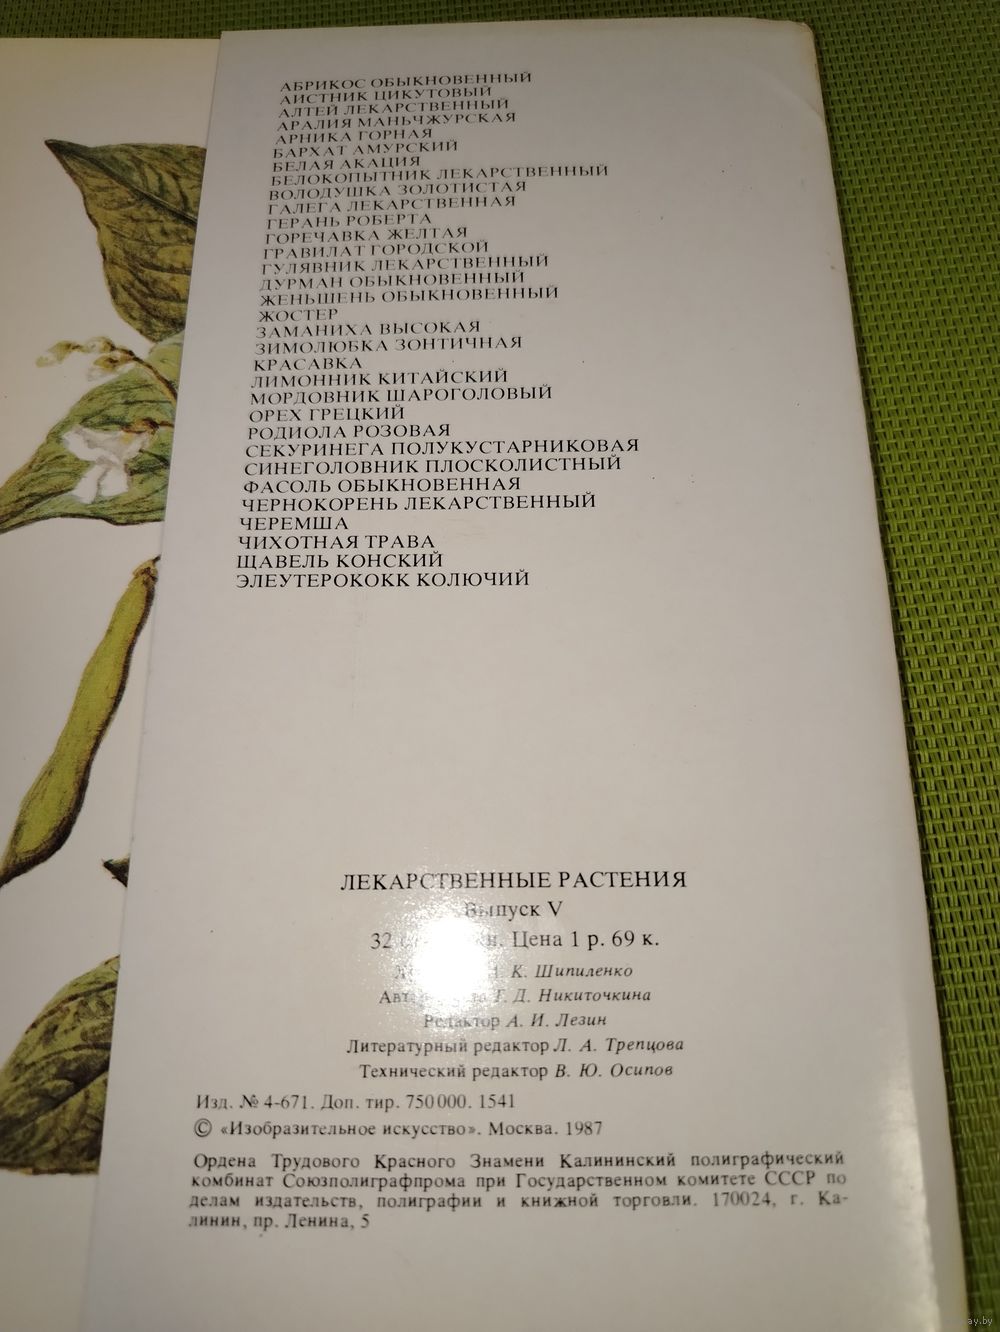 АБРИКОС ОБЫКНОВЕННЫЙ
АИСТНИК ЦИКУТОВЫЙ
АЛТЕЙ ЛЕКАРСТВЕННЫЙ
АРАЛИЯ МАНЬЧЖУРСКАЯ
АРНИКА ГОРНАЯ
БАРХАТ АМУРСКИЙ
БЕЛАЯ АКАЦИЯ
БЕЛОКОПЫТНИК ЛЕКАРСТВЕННЫЙ
ВОЛОДУШКА ЗОЛОТИСТАЯ
ГАЛЕГА ЛЕКАРСТВЕННАЯ
ГЕРАНЬ РОБЕРТА
ГОРЕЧАВКА ЖЕЛТАЯ
ГРАВИЛАТ ГОРОДСКОЙ
ГУЛЯВНИК ЛЕКАРСТВЕННЫЙ
ДУРМАН ОБЫКНОВЕННЫЙ
ЖЕНЬШЕНЬ ОБЫКНОВЕННЫЙ
ЖОСТЕР
ЗАМАНИХА ВЫСОКАЯ
ЗИМОЛЮБКА ЗОНТИЧНАЯ
КРАСАВКА
ЛИМОННИК КИТАЙСКИЙ
МОРДОВНИК ШАРОГОЛОВЫЙ
ОРЕХ ГРЕЦКИЙ
РОДИОЛА РОЗОВАЯ
СЕКУРИНЕГА ПОЛУКУСТАРНИКОВАЯ
СИНЕГОЛОВНИК ПЛОСКОЛИСТНЫЙ
ФАСОЛЬ ОБЫКНОВЕННАЯ
ЧЕРНОКОРЕНЬ ЛЕКАРСТВЕННЫЙ
ЧЕРЕМША
ЧИХОТНАЯ ТРАВА
ЩАВЕЛЬ КОНСКИЙ
ЭЛЕУТЕРОКОКК КОЛЮЧИЙ
ЛЕКАРСТВЕННЫЕ РАСТЕНИЯ
Выпуск V
32 Цена 1 р. 69 к.
К. Шипиленко
Г. Д. Никиточкина
Редактор А. И. Лезин
Литературный редактор Л. А. Трепцова
Технический редактор В. Ю. Осипов
Изд. № 4-671. Доп. тир. 750000. 1541
© «Изобразительное искусство». Москва. 1987
Ордена Трудового Красного Знамени Калининский полиграфический
комбинат Союзполиграфпрома при Государственном комитете СССР по
делам издательств, полиграфии и книжной торговли. 170024, г. Ка-
линин, пр. Ленина, 5